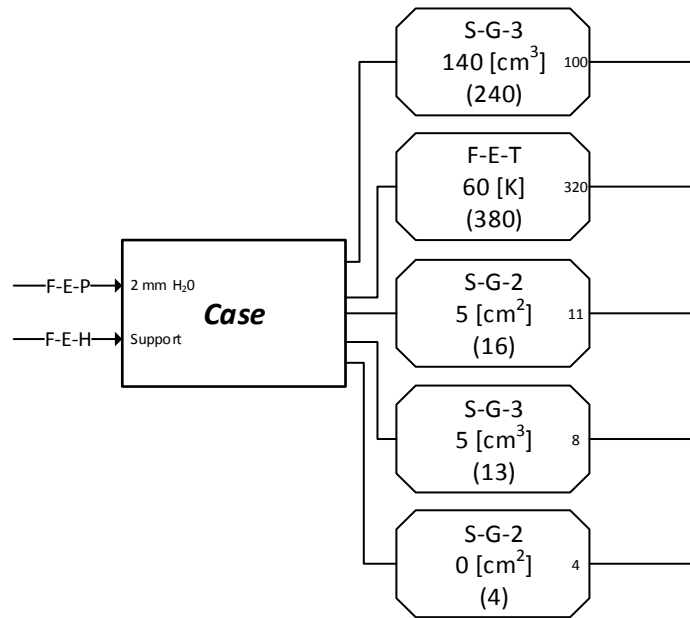 S-G-3
140 [cm³]
100
(240)
F-E-T
60 [K]
320
(380)
F-E-P
2 mm H₂0
Case
F-E-H
Support
S-G-2
5 [cm²]
11
(16)
S-G-3
5 [cm³]
8
(13)
S-G-2
0 [cm²]
4
(4)